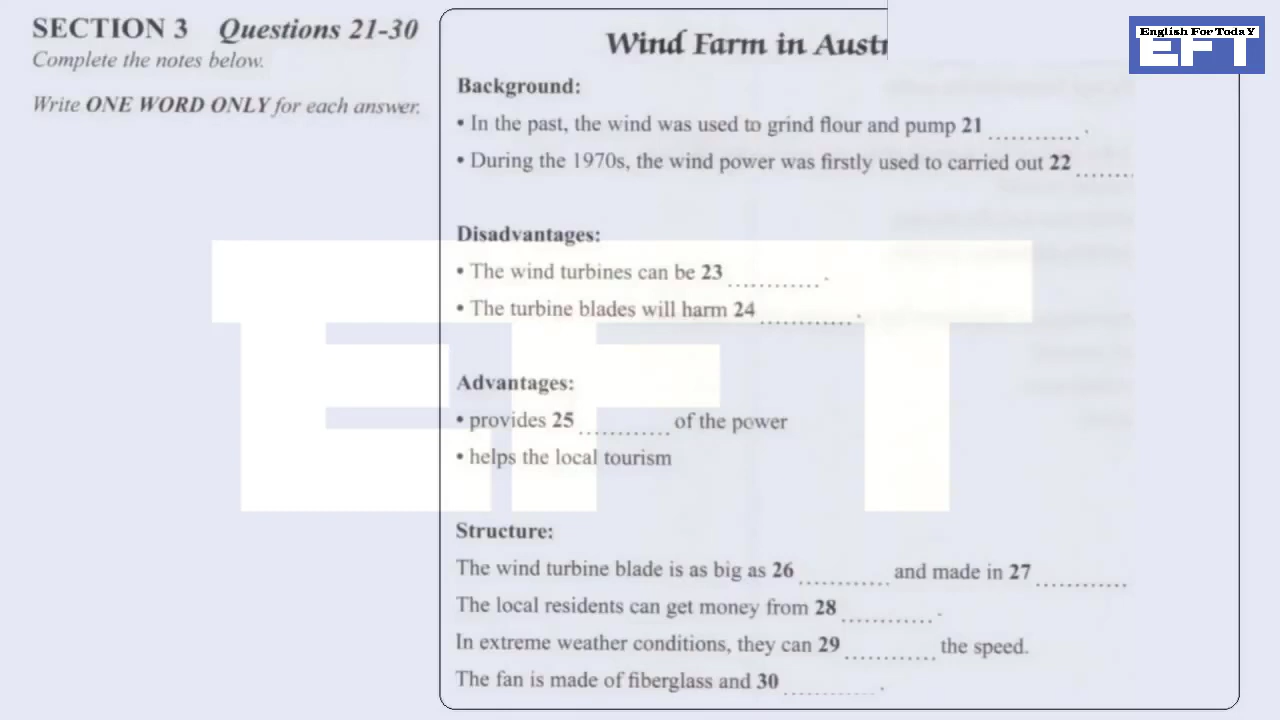 SECTION 3 Questions 21-30
Complete the notes below.
Write ONE WORD ONLY for each answer.
English For TodaY
EFT
Wind Farm in Austr
Background:
• In the past, the wind was used to grind flour and pump 21 ............ .
• During the 1970s, the wind power was firstly used to carried out 22 .......
Disadvantages:
• The wind turbines can be 23 ............ .
• The turbine blades will harm 24 ............ .
Advantages:
• provides 25 ............ of the power
• helps the local tourism
Structure:
The wind turbine blade is as big as 26 ............ and made in 27 ............
The local residents can get money from 28 ............ .
In extreme weather conditions, they can 29 ............ the speed.
The fan is made of fiberglass and 30 ............ .
EFT